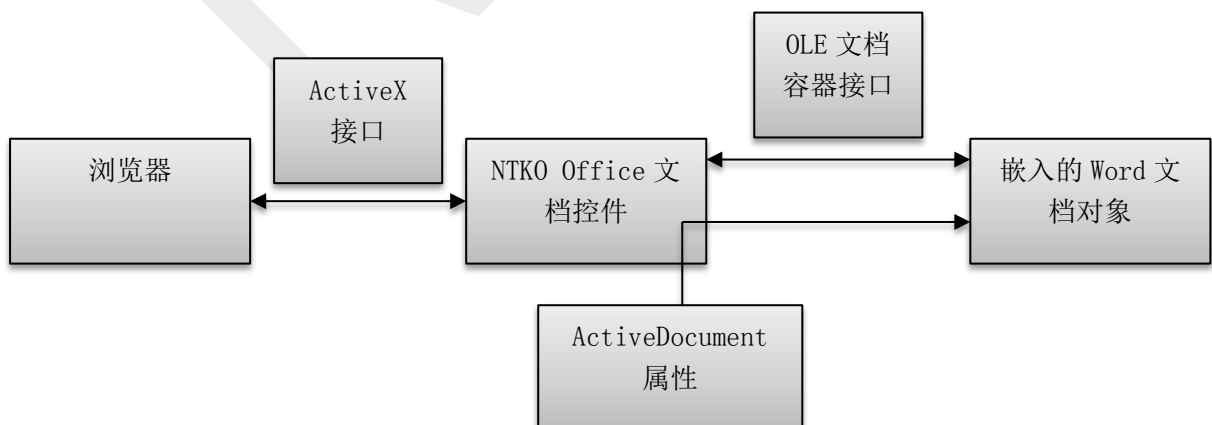 OLE 文档
容器接口
ActiveX
接口
浏览器
NTKO Office 文
档控件
嵌入的 Word 文
档对象
ActiveDocument
属性